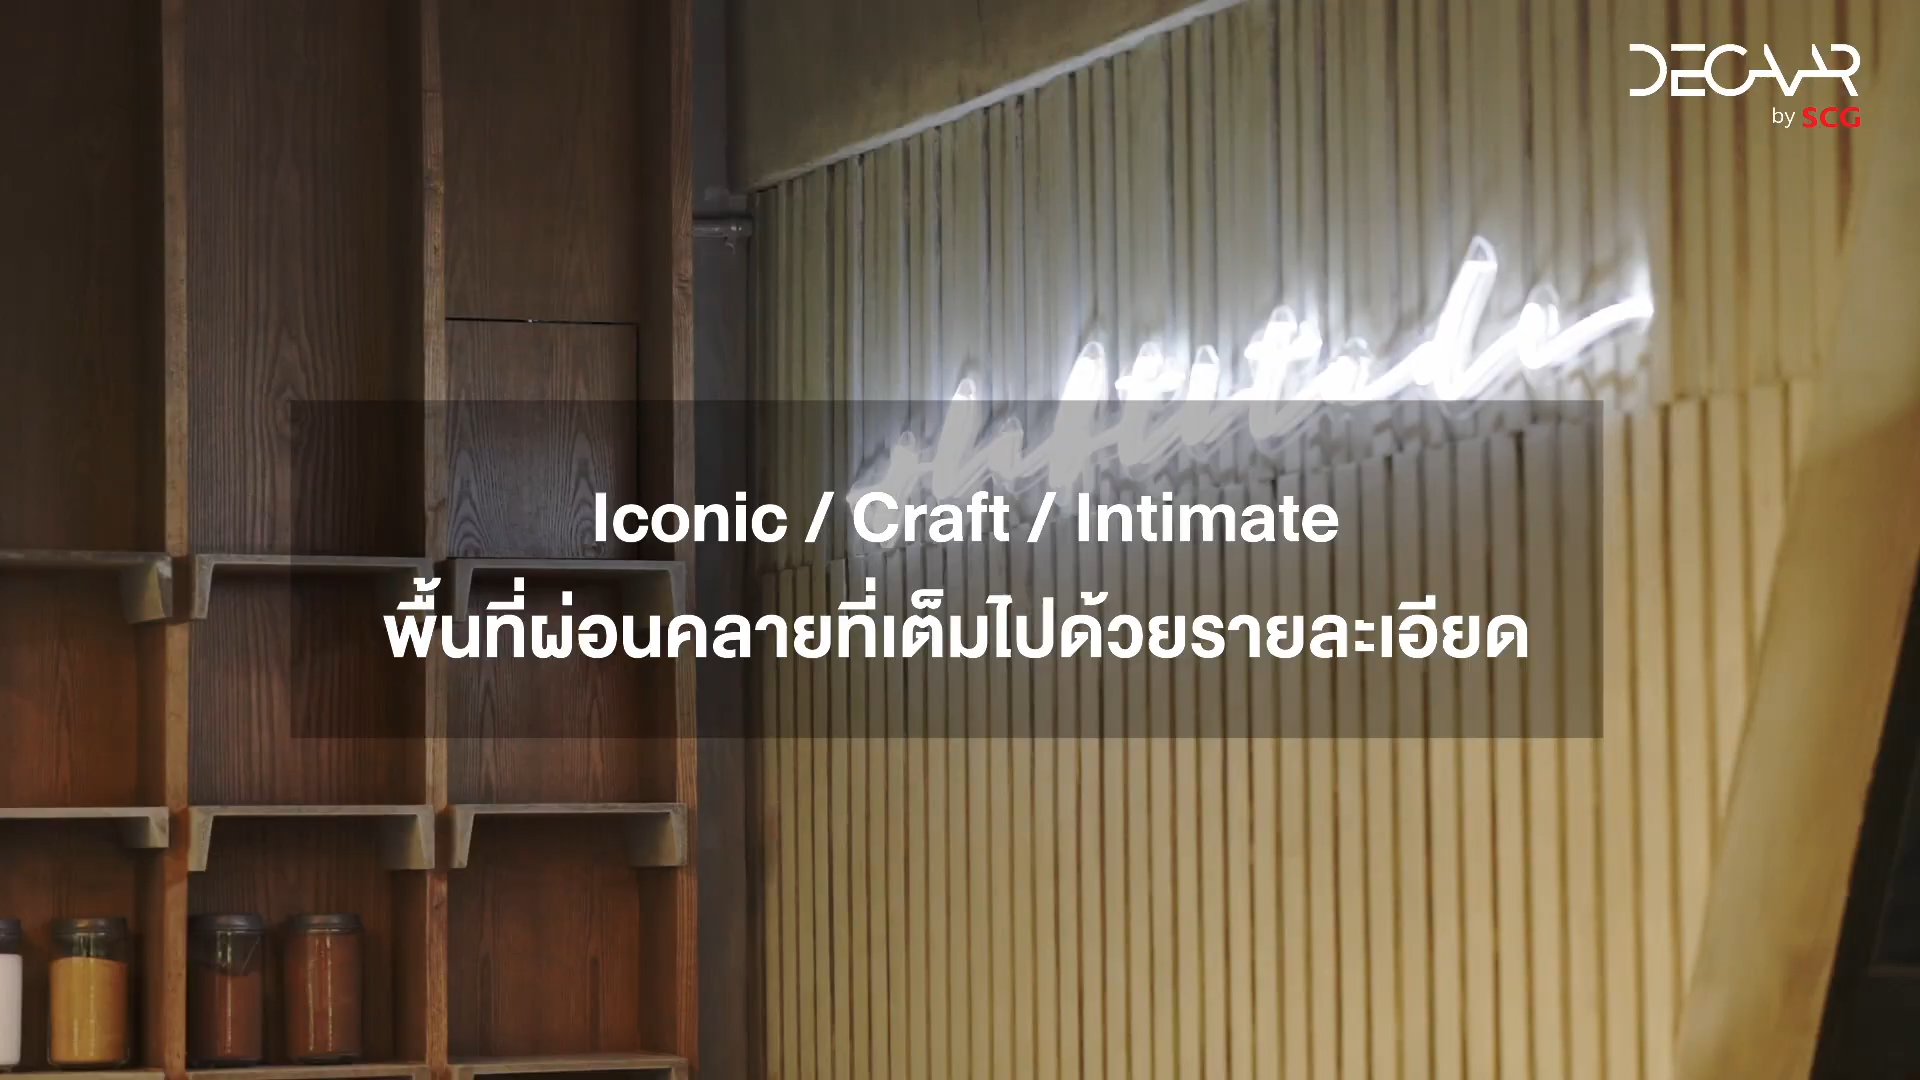 DECAAR
by SCG
Iconic / Craft / Intimate
พื้นที่ผ่อนคลายที่เต็มไปด้วยรายละเอียด